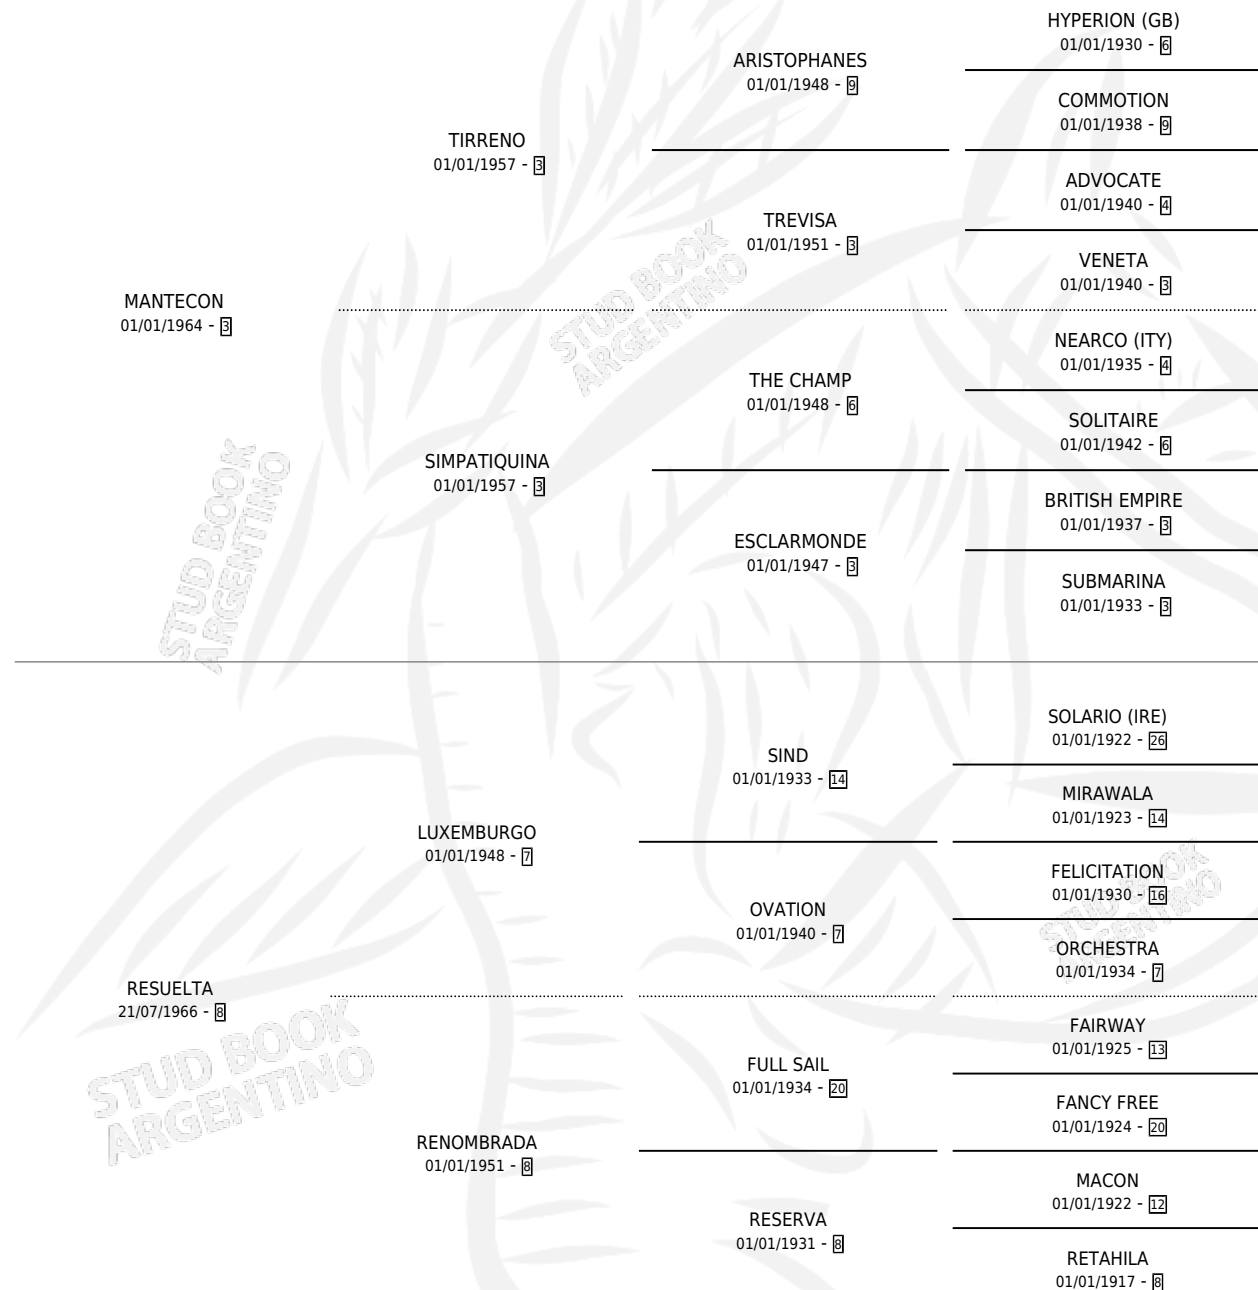 HYPERION (GB)
01/01/1930 - 6
ARISTOPHANES
01/01/1948 - 9
COMMOTION
01/01/1938 - 9
TIRRENO
01/01/1957 - 3
ADVOCATE
01/01/1940 - 4
TREVISA
01/01/1951 - 3
VENETA
01/01/1940 - 3
MANTECON
01/01/1964 - 3
NEARCO (ITY)
01/01/1935 - 4
THE CHAMP
01/01/1948 - 6
SOLITAIRE
01/01/1942 - 6
SIMPATIQUINA
01/01/1957 - 3
BRITISH EMPIRE
01/01/1937 - 3
ESCLARMONDE
01/01/1947 - 3
SUBMARINA
01/01/1933 - 3
SOLARIO (IRE)
01/01/1922 - 26
SIND
01/01/1933 - 14
MIRAWALA
01/01/1923 - 14
LUXEMBURGO
01/01/1948 - 7
FELICITATION
01/01/1930 - 16
OVATION
01/01/1940 - 7
ORCHESTRA
01/01/1934 - 7
RESUELTA
21/07/1966 - 8
FAIRWAY
01/01/1925 - 13
FULL SAIL
01/01/1934 - 20
FANCY FREE
01/01/1924 - 20
RENOMBRADA
01/01/1951 - 8
MACON
01/01/1922 - 12
RESERVA
01/01/1931 - 8
RETAHILA
01/01/1917 - 8
STUD BOOK
ARGENTINO
STUD BOOK
ARGENTINO
STUD BOOK
ARGENTINO
STUD BOOK
ARGENTINO